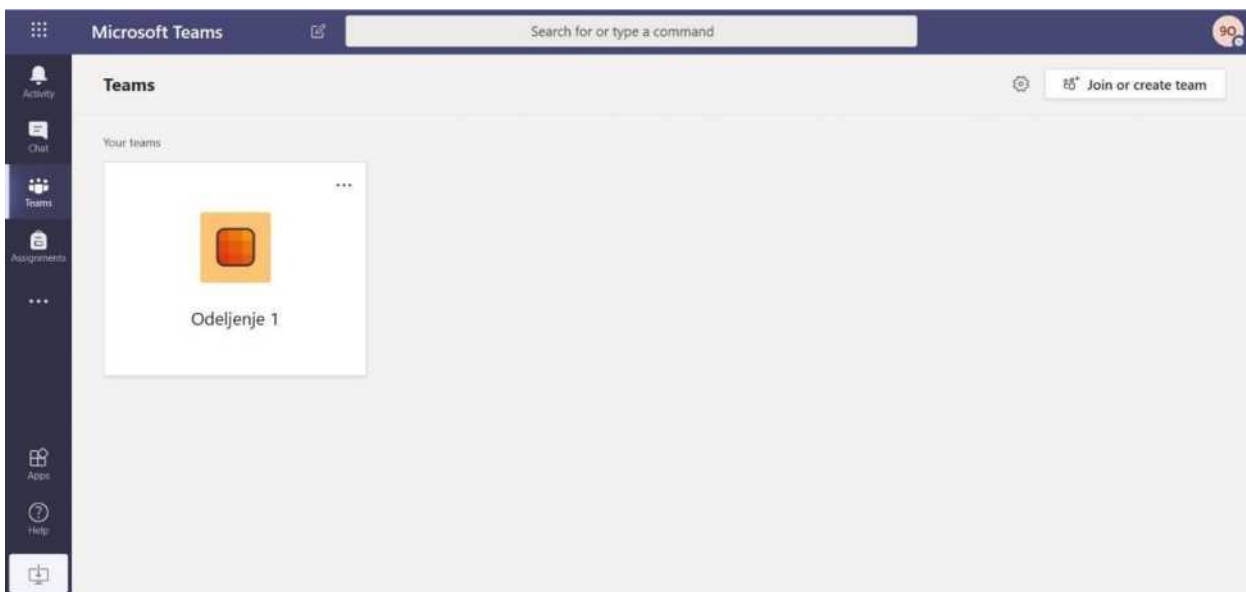 Microsoft Teams
Search for or type a command
9O
Activity
Chat
Teams
Assignments
Apps
Help
Teams
Join or create team
Your teams
Odeljenje 1